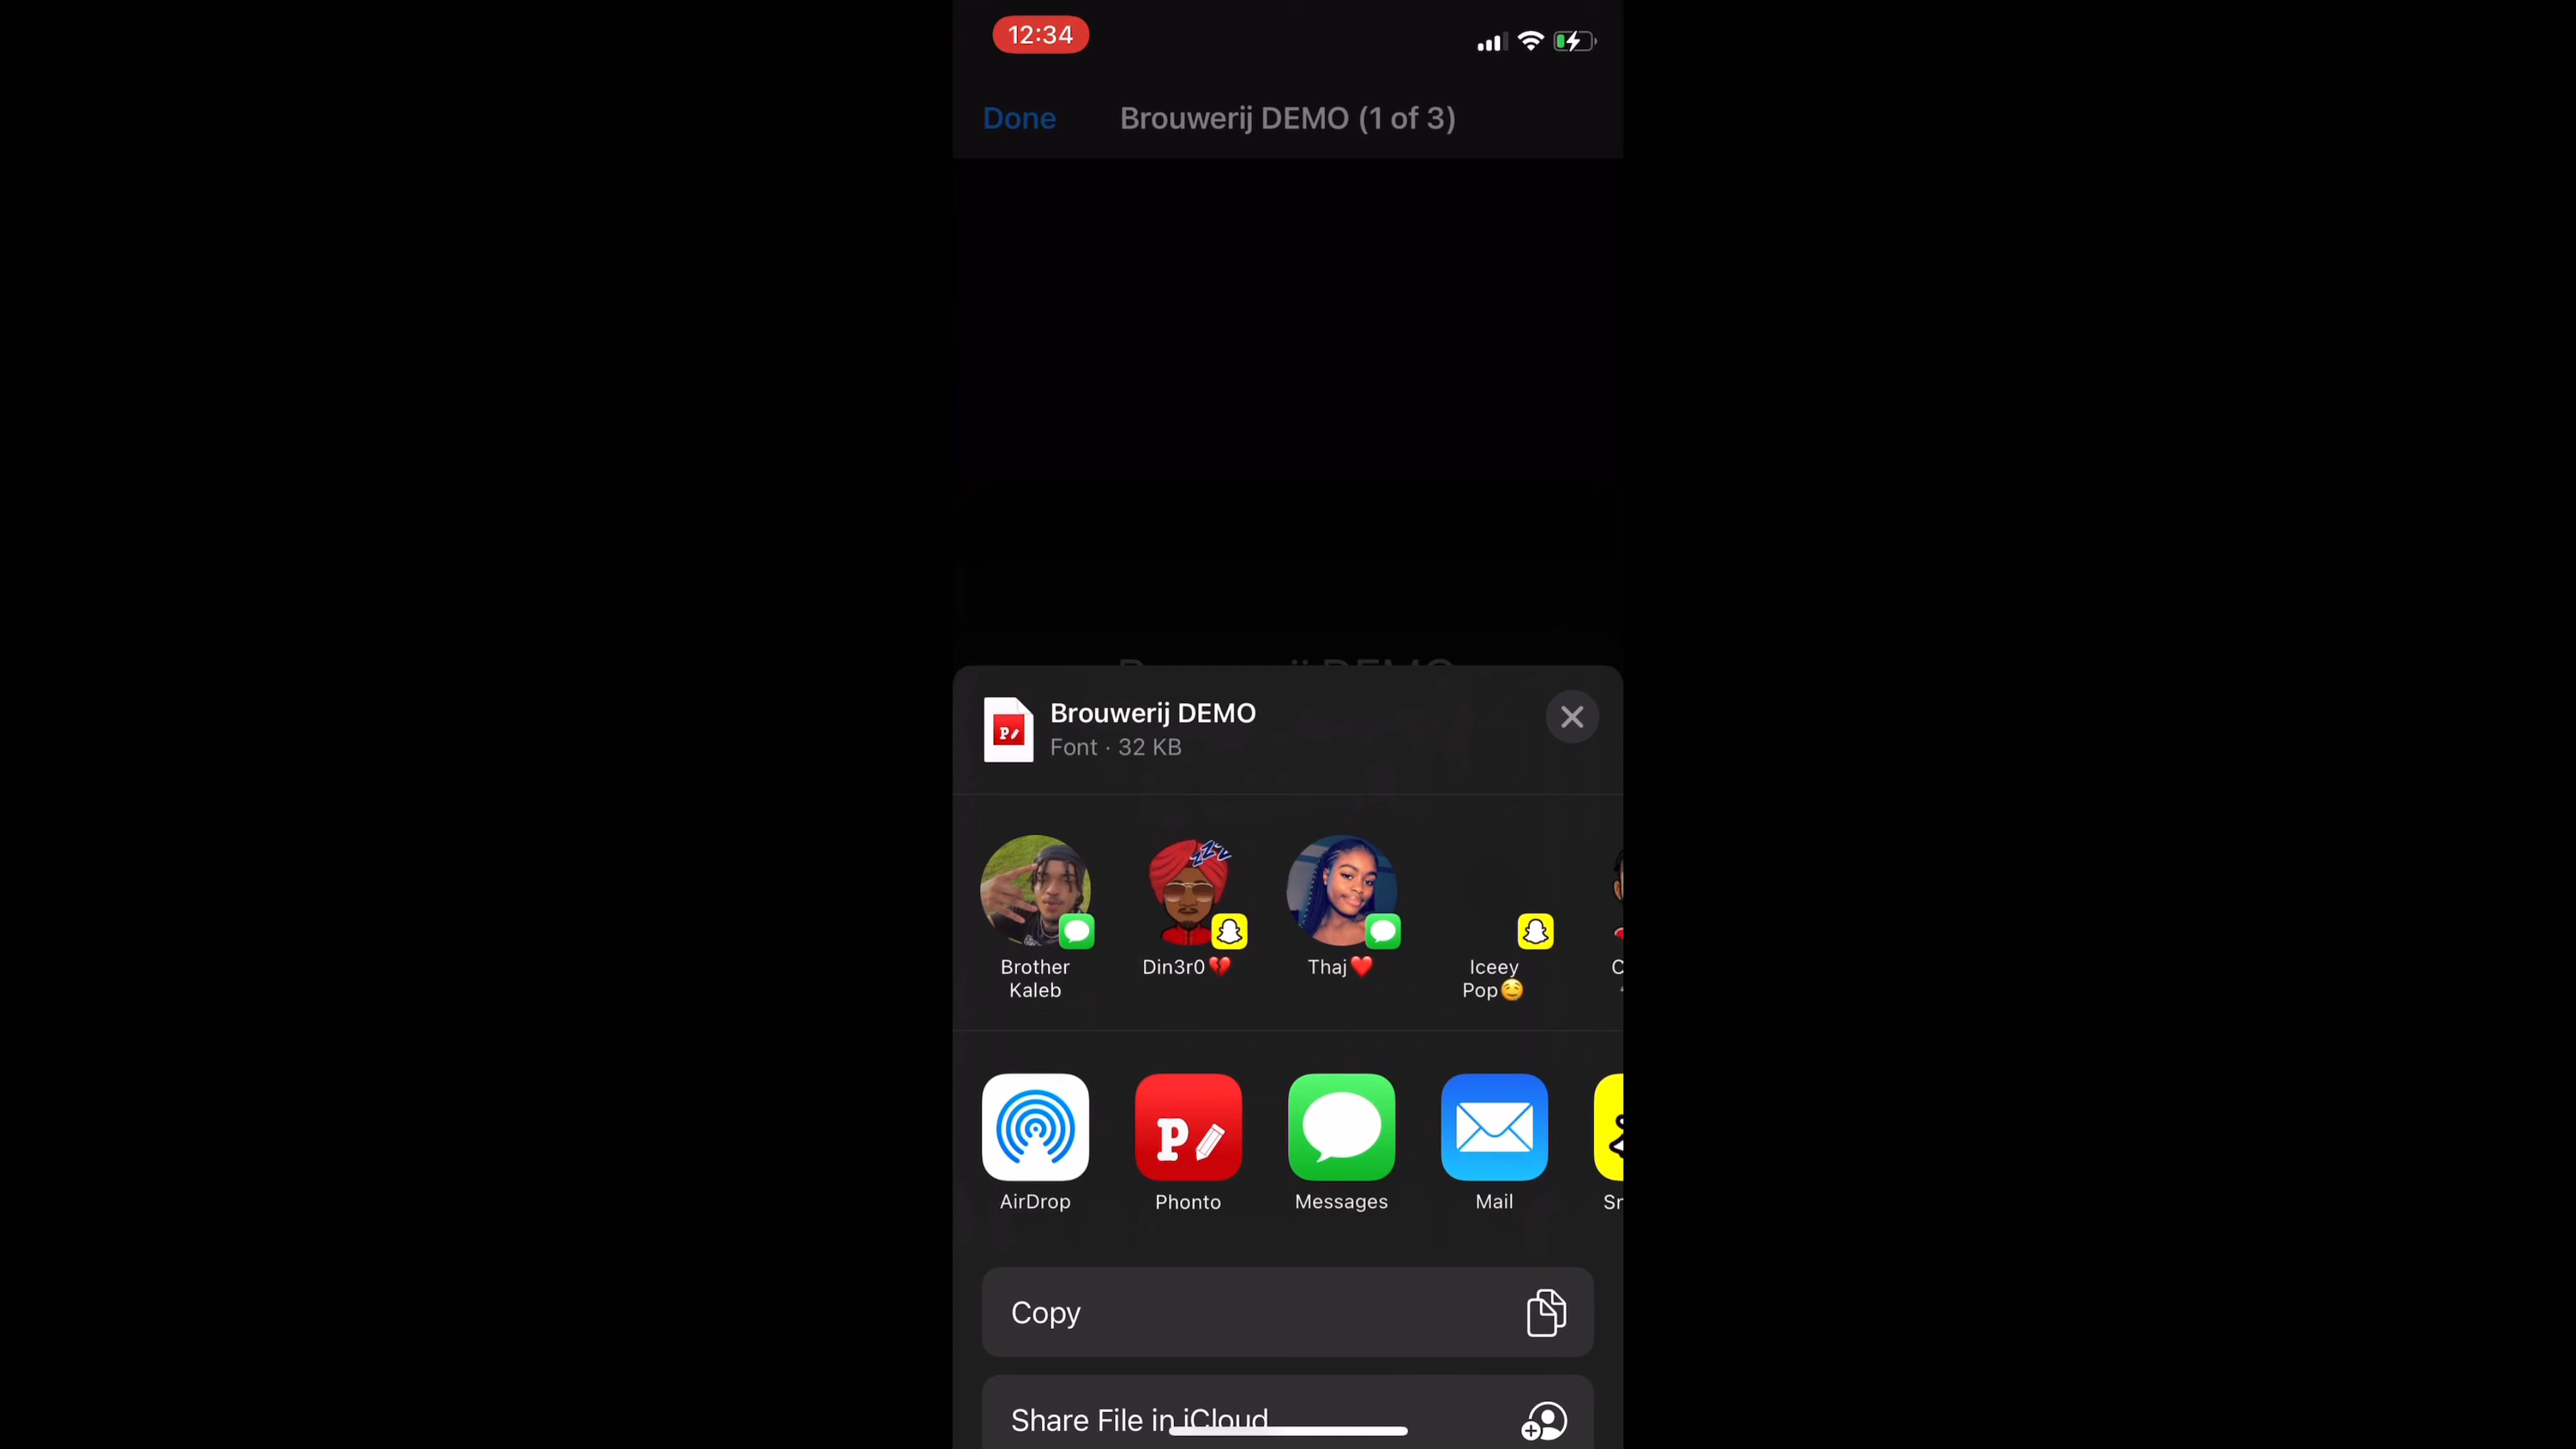 12:34
Done
Brouwerij DEMO (1 of 3)
Brouwerij DEMO
Font · 32 KB
Brother
Kaleb
Din3r0💔
Thaj❤️
Iceey
Pop🤤
AirDrop
Phonto
Messages
Mail
Copy
Share File in iCloud